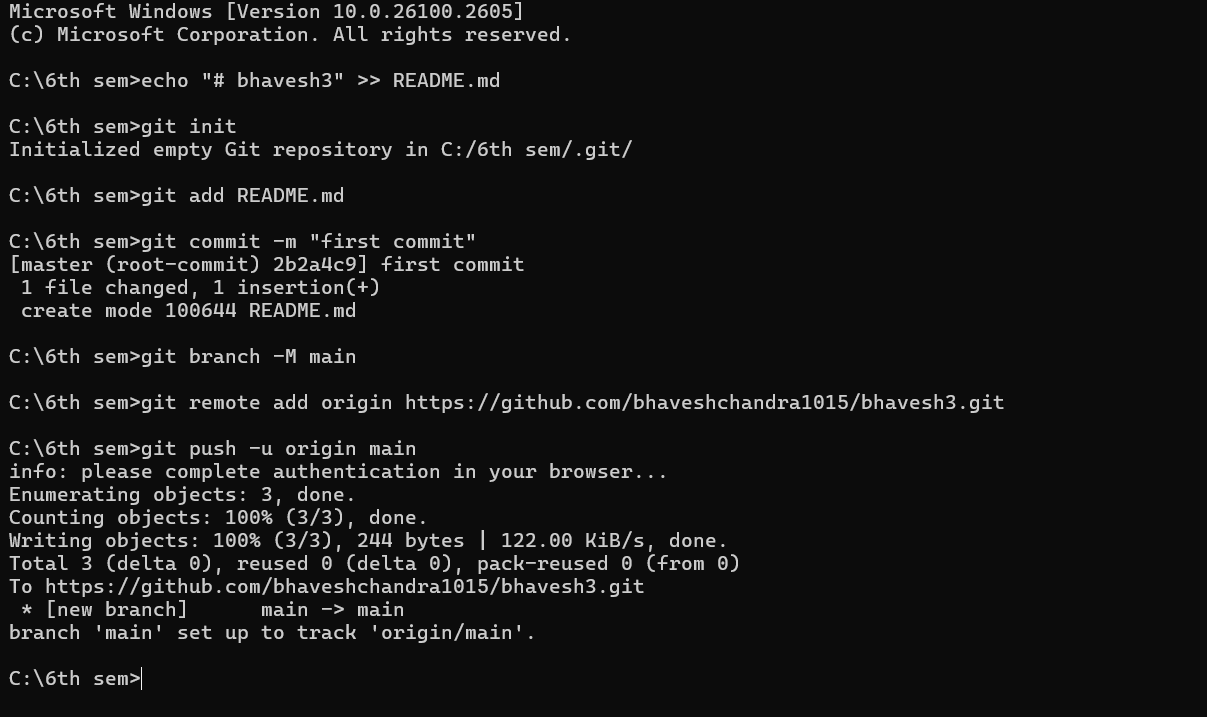 Microsoft Windows [Version 10.0.26100.2605]
(c) Microsoft Corporation. All rights reserved.
C:\6th sem>echo "# bhavesh3" >> README.md
C:\6th sem>git init
Initialized empty Git repository in C:/6th sem/.git/
C:\6th sem>git add README.md
C:\6th sem>git commit -m "first commit"
[master (root-commit) 2b2a4c9] first commit
 1 file changed, 1 insertion(+)
 create mode 100644 README.md
C:\6th sem>git branch -M main
C:\6th sem>git remote add origin https://github.com/bhaveshchandra1015/bhavesh3.git
C:\6th sem>git push -u origin main
info: please complete authentication in your browser...
Enumerating objects: 3, done.
Counting objects: 100% (3/3), done.
Writing objects: 100% (3/3), 244 bytes | 122.00 KiB/s, done.
Total 3 (delta 0), reused 0 (delta 0), pack-reused 0 (from 0)
To https://github.com/bhaveshchandra1015/bhavesh3.git
 * [new branch]      main -> main
branch 'main' set up to track 'origin/main'.
C:\6th sem>